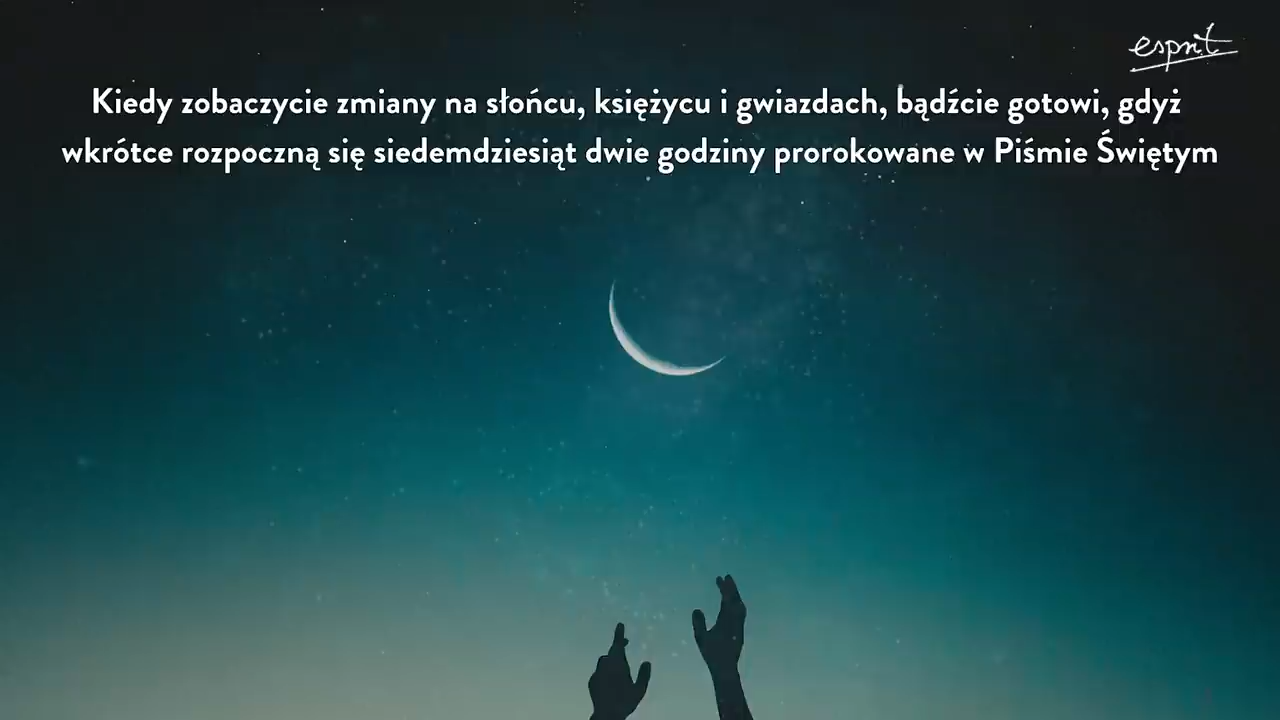 esprit
Kiedy zobaczycie zmiany na słońcu, księżycu i gwiazdach, bądźcie gotowi, gdyż
wkrótce rozpoczną się siedemdziesiąt dwie godziny prorokowane w Piśmie Świętym